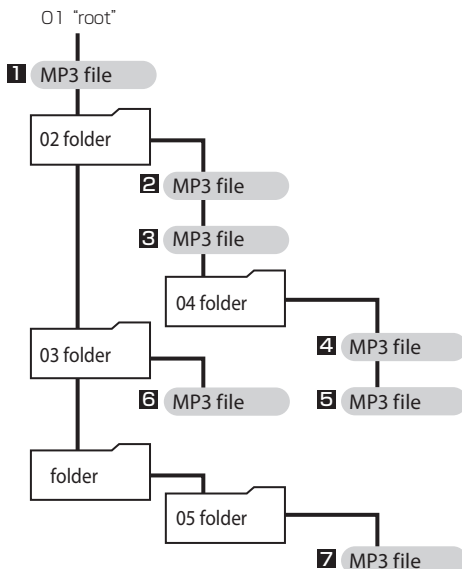 01 “root”
1 MP3 file
02 folder
2 MP3 file
3 MP3 file
04 folder
4 MP3 file
03 folder
6 MP3 file
5 MP3 file
folder
05 folder
7 MP3 file